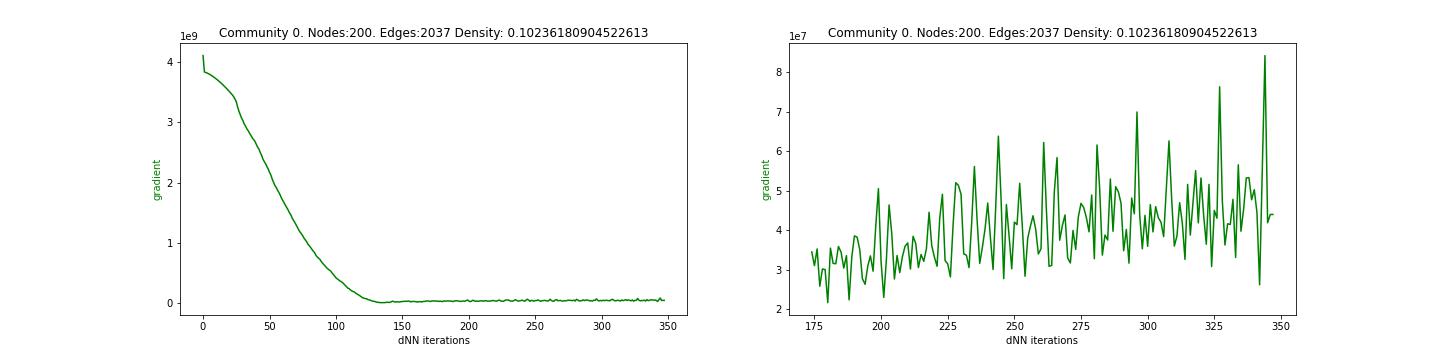 Community 0. Nodes:200. Edges:2037 Density: 0.10236180904522613
1e9
4
3
2
1
0
gradient
0 50 100 150 200 250 300 350
dNN iterations
Community 0. Nodes:200. Edges:2037 Density: 0.10236180904522613
1e7
8
7
6
5
4
3
2
gradient
175 200 225 250 275 300 325 350
dNN iterations